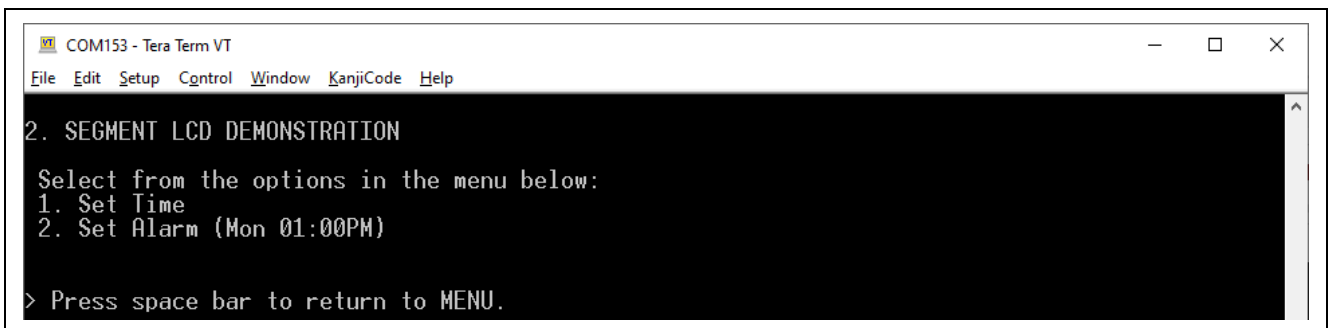 COM153 - Tera Term VT
File Edit Setup Control Window KanjiCode Help
2. SEGMENT LCD DEMONSTRATION
Select from the options in the menu below:
1. Set Time
2. Set Alarm (Mon 01:00PM)
> Press space bar to return to MENU.